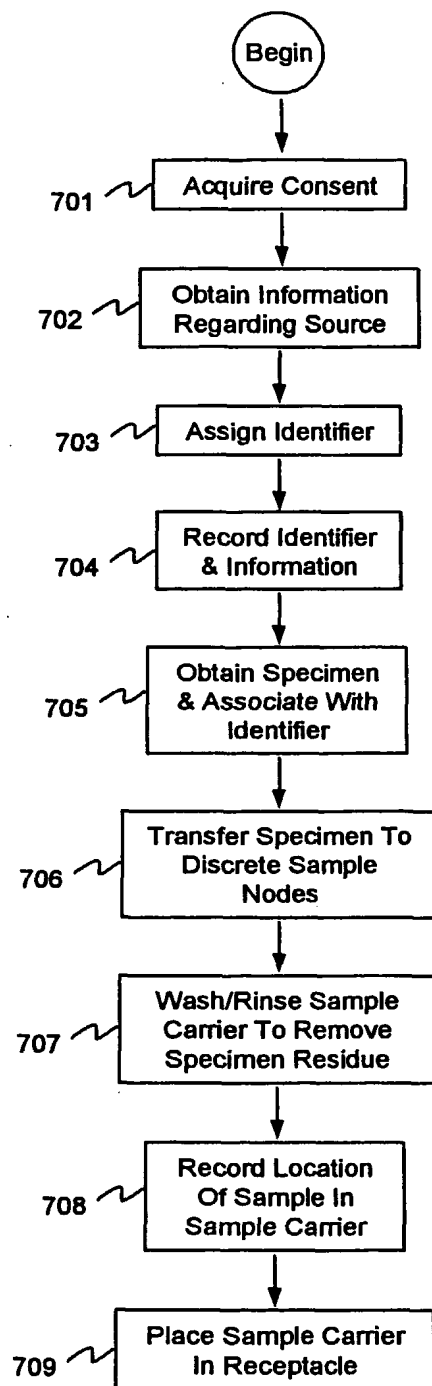 Begin
701
Acquire Consent
702
Obtain Information
Regarding Source
703
Assign Identifier
704
Record Identifier
& Information
705
Obtain Specimen
& Associate With
Identifier
706
Transfer Specimen To
Discrete Sample
Nodes
707
Wash/Rinse Sample
Carrier To Remove
Specimen Residue
708
Record Location
Of Sample In
Sample Carrier
709
Place Sample Carrier
In Receptacle